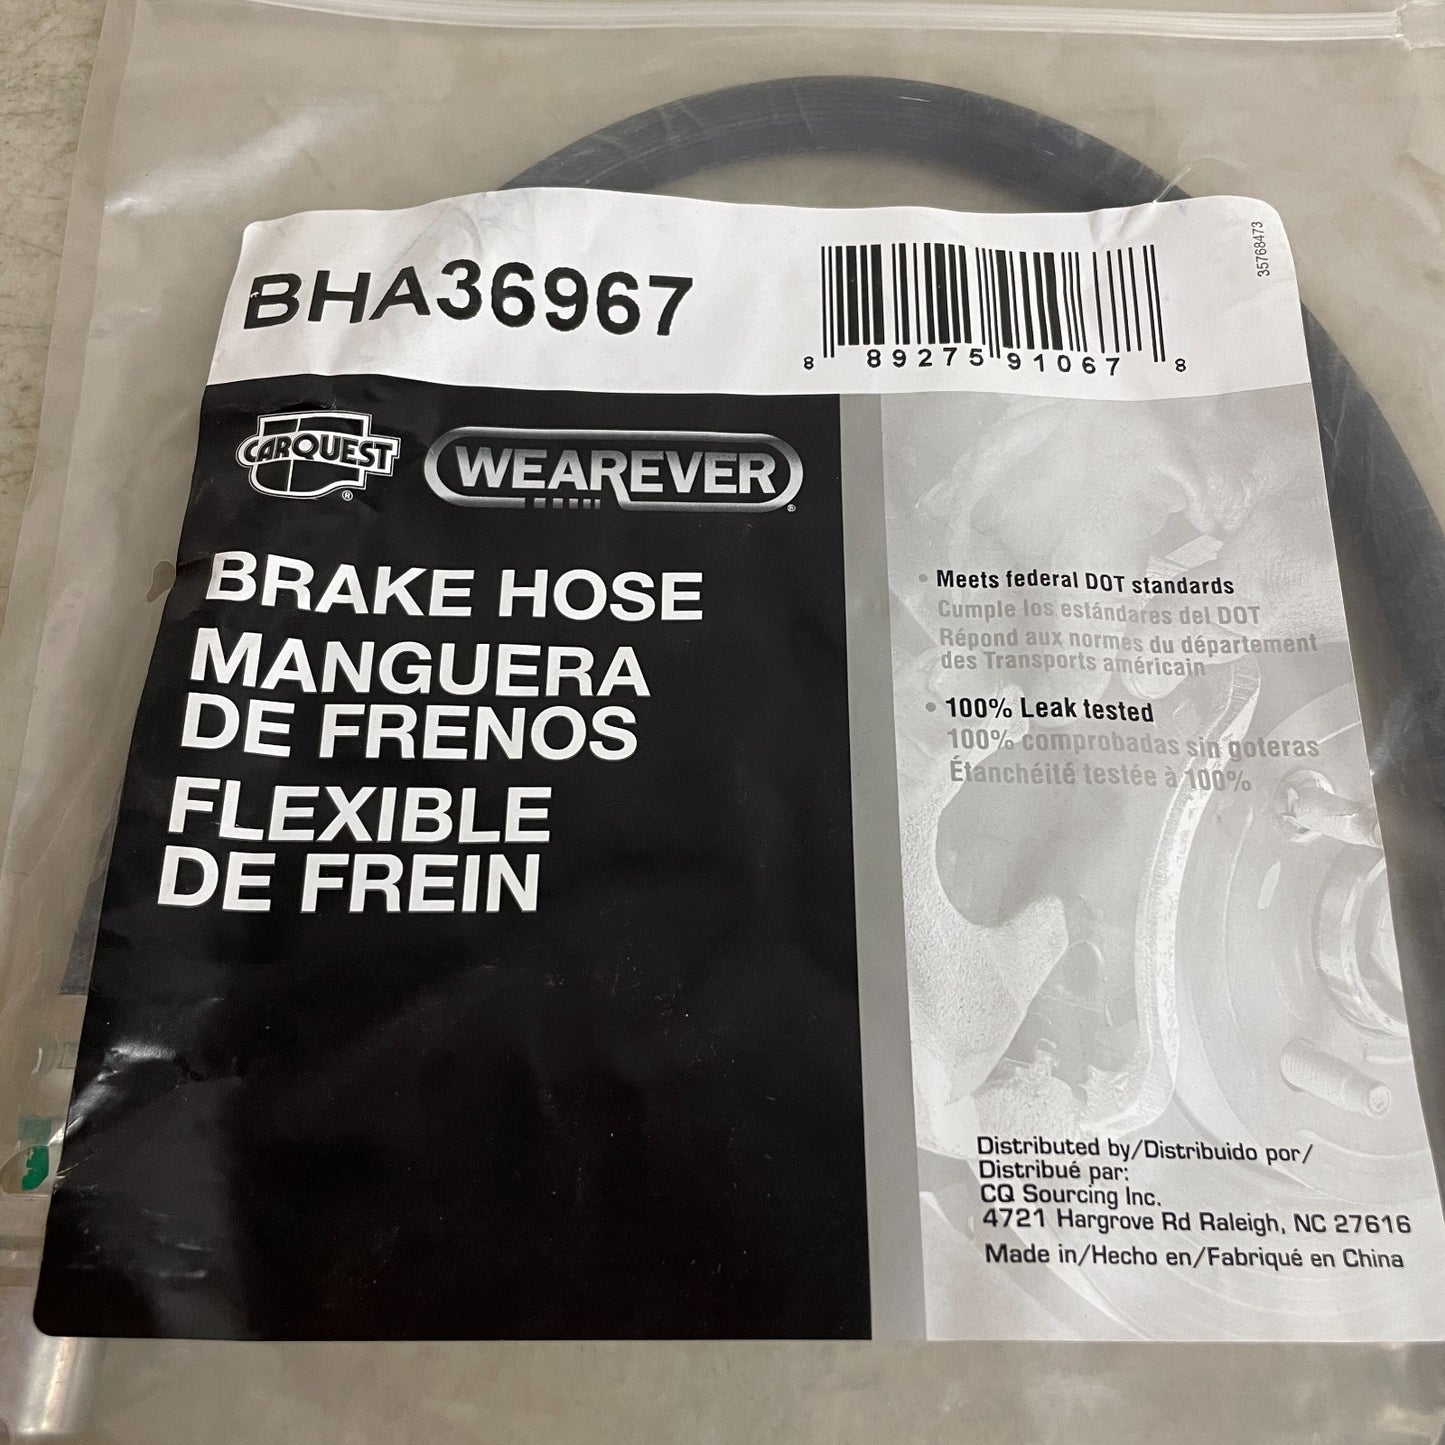 BHA36967
8 89275 91067 8
35768473
CARQUEST
®
WEAREVER
®
BRAKE HOSE
MANGUERA
DE FRENOS
FLEXIBLE
DE FREIN
• Meets federal DOT standards
Cumple los estándares del DOT
Répond aux normes du département
des Transports américain
• 100% Leak tested
100% comprobadas sin goteras
Étanchéité testée à 100%
Distributed by/Distribuido por/
Distribué par:
CQ Sourcing Inc.
4721 Hargrove Rd Raleigh, NC 27616
Made in/Hecho en/Fabriqué en China